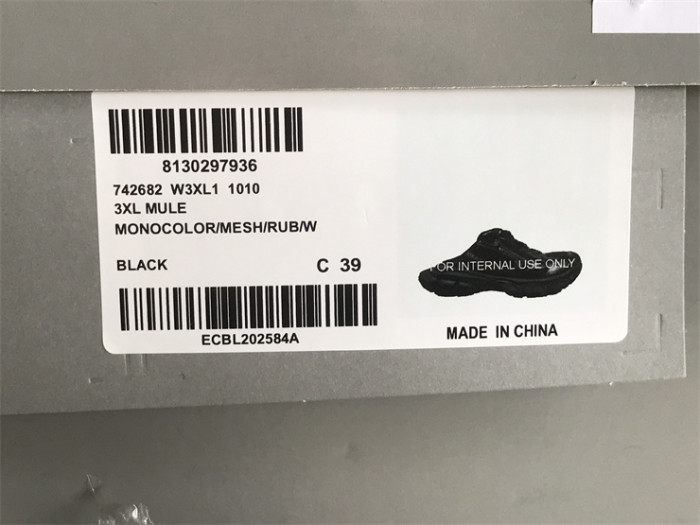 8130297936
742682 W3XL1 1010
3XL MULE
MONOCOLOR/MESH/RUB/W
BLACK C 39
ECBL202584A
FOR INTERNAL USE ONLY
MADE IN CHINA